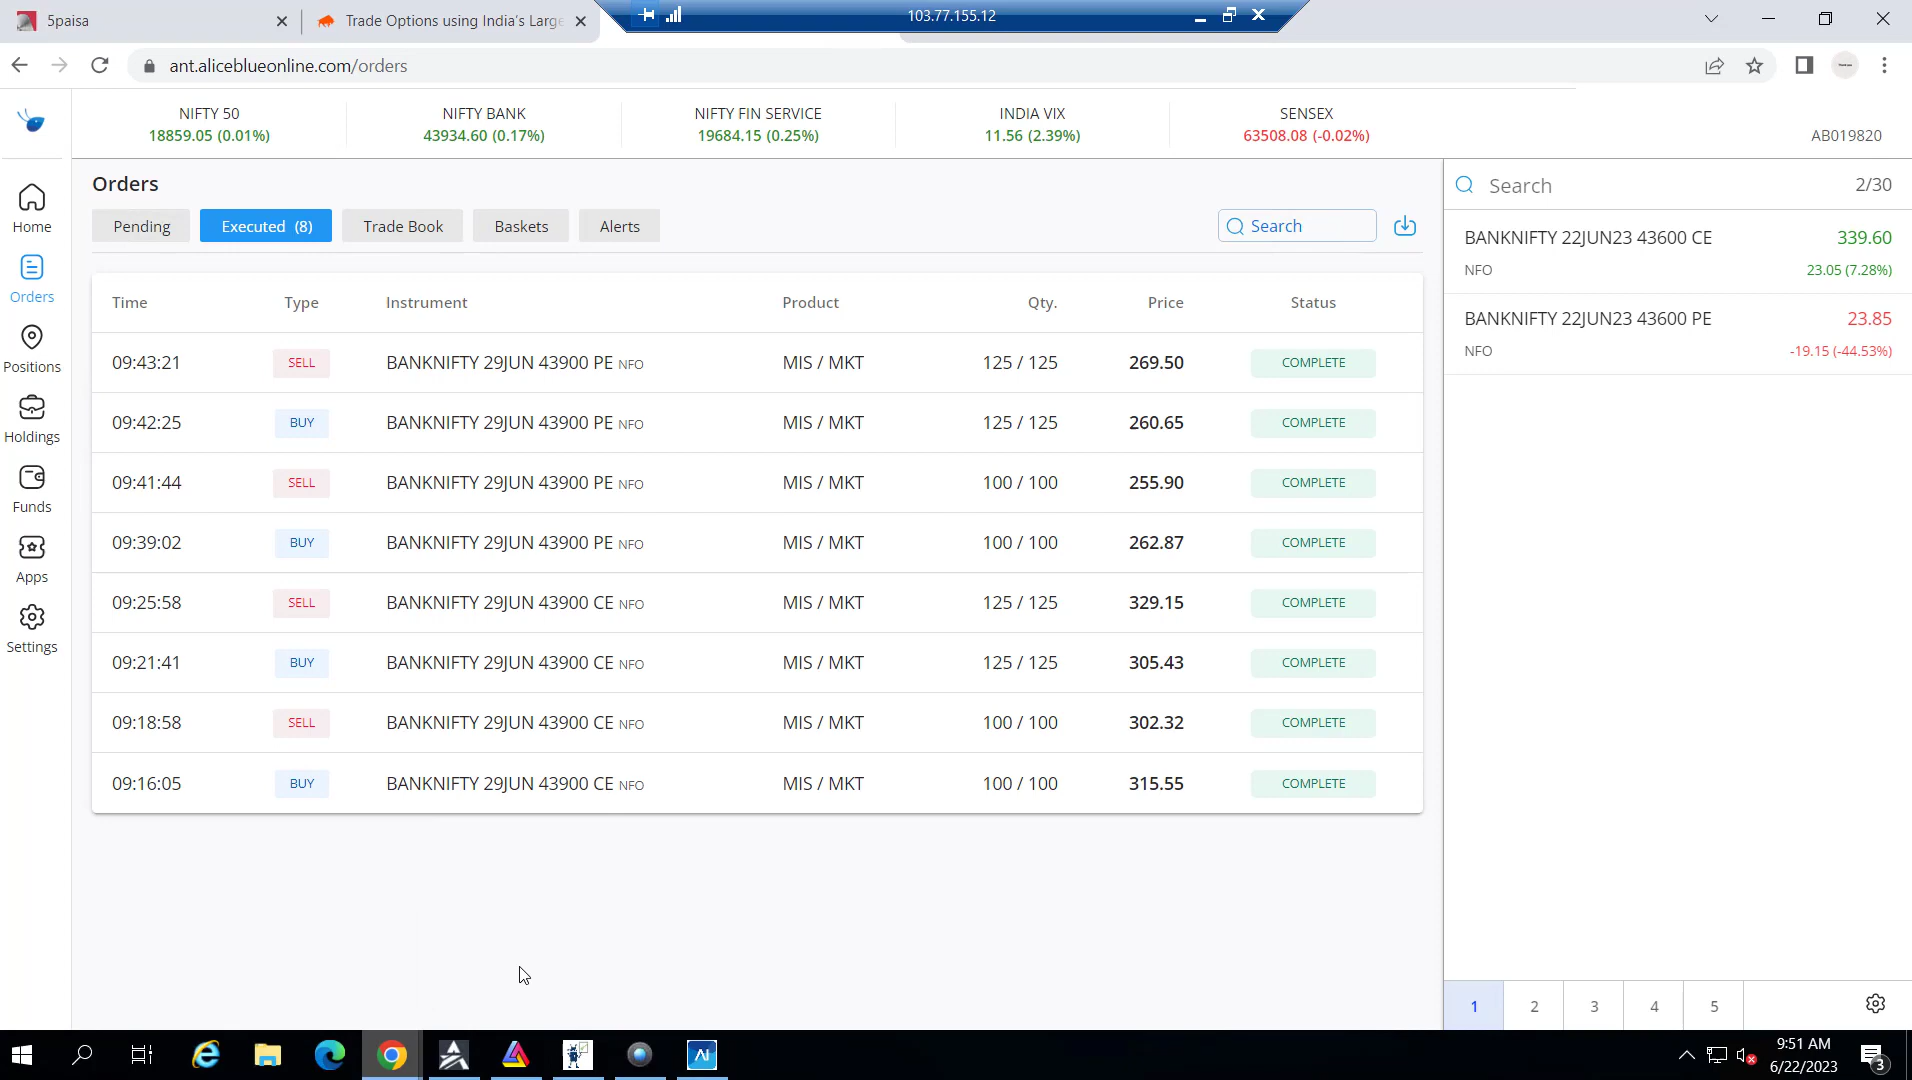 5paisa
Trade Options using India's Large
103.77.155.12
ant.aliceblueonline.com/orders
NIFTY 50
18859.05 (0.01%)
NIFTY BANK
43934.60 (0.17%)
NIFTY FIN SERVICE
19684.15 (0.25%)
INDIA VIX
11.56 (2.39%)
SENSEX
63508.08 (-0.02%)
AB019820
Home
Orders
Positions
Holdings
Funds
Apps
Settings
Orders
Pending Executed (8) Trade Book Baskets Alerts Search
Time Type Instrument Product Qty. Price Status
09:43:21 SELL BANKNIFTY 29JUN 43900 PE NFO MIS / MKT 125 / 125 269.50 COMPLETE
09:42:25 BUY BANKNIFTY 29JUN 43900 PE NFO MIS / MKT 125 / 125 260.65 COMPLETE
09:41:44 SELL BANKNIFTY 29JUN 43900 PE NFO MIS / MKT 100 / 100 255.90 COMPLETE
09:39:02 BUY BANKNIFTY 29JUN 43900 PE NFO MIS / MKT 100 / 100 262.87 COMPLETE
09:25:58 SELL BANKNIFTY 29JUN 43900 CE NFO MIS / MKT 125 / 125 329.15 COMPLETE
09:21:41 BUY BANKNIFTY 29JUN 43900 CE NFO MIS / MKT 125 / 125 305.43 COMPLETE
09:18:58 SELL BANKNIFTY 29JUN 43900 CE NFO MIS / MKT 100 / 100 302.32 COMPLETE
09:16:05 BUY BANKNIFTY 29JUN 43900 CE NFO MIS / MKT 100 / 100 315.55 COMPLETE
Search 2/30
BANKNIFTY 22JUN23 43600 CE 339.60
NFO 23.05 (7.28%)
BANKNIFTY 22JUN23 43600 PE 23.85
NFO -19.15 (-44.53%)
1 2 3 4 5
9:51 AM
6/22/2023
3